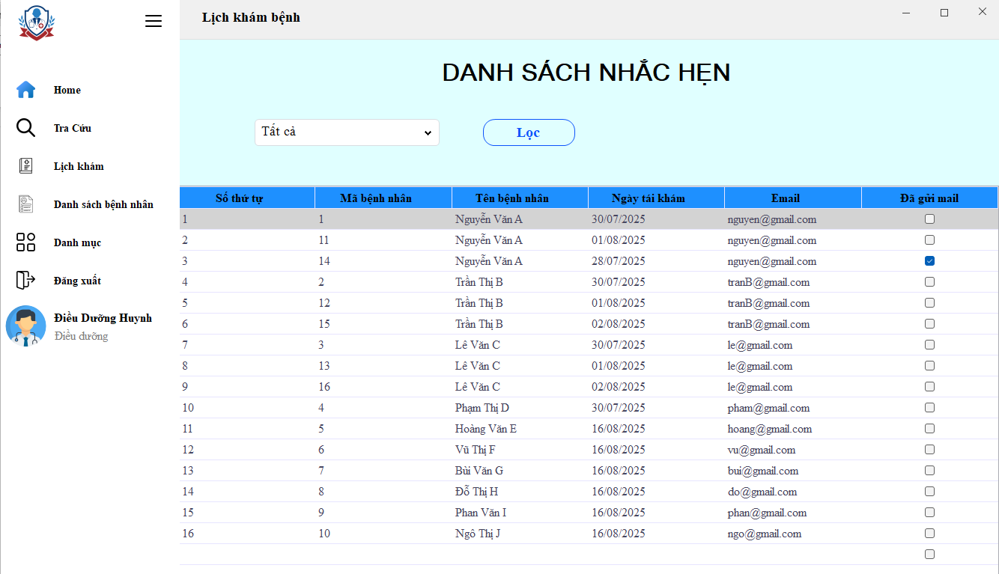 Lịch khám bệnh
Home
Tra Cứu
Lịch khám
Danh sách bệnh nhân
Danh mục
Đăng xuất
Điều Dưỡng Huynh
Điều dưỡng
DANH SÁCH NHẮC HẸN
Tất cả Lọc
Số thứ tự Mã bệnh nhân Tên bệnh nhân Ngày tái khám Email Đã gửi mail
1 1 Nguyễn Văn A 30/07/2025 nguyen@gmail.com
2 11 Nguyễn Văn A 01/08/2025 nguyen@gmail.com
3 14 Nguyễn Văn A 28/07/2025 nguyen@gmail.com
4 2 Trần Thị B 30/07/2025 tranB@gmail.com
5 12 Trần Thị B 01/08/2025 tranB@gmail.com
6 15 Trần Thị B 02/08/2025 tranB@gmail.com
7 3 Lê Văn C 30/07/2025 le@gmail.com
8 13 Lê Văn C 01/08/2025 le@gmail.com
9 16 Lê Văn C 02/08/2025 le@gmail.com
10 4 Phạm Thị D 30/07/2025 pham@gmail.com
11 5 Hoàng Văn E 16/08/2025 hoang@gmail.com
12 6 Vũ Thị F 16/08/2025 vu@gmail.com
13 7 Bùi Văn G 16/08/2025 bui@gmail.com
14 8 Đỗ Thị H 16/08/2025 do@gmail.com
15 9 Phan Văn I 16/08/2025 phan@gmail.com
16 10 Ngô Thị J 16/08/2025 ngo@gmail.com